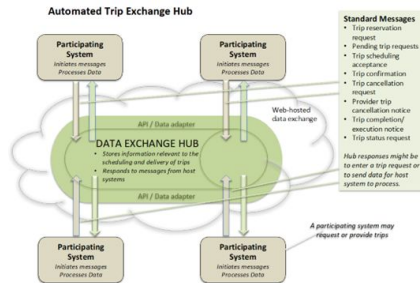 Automated Trip Exchange Hub
Participating
System
Initiates messages
Processes Data
Participating
System
Initiates messages
Processes Data
Standard Messages
• Trip reservation
request
• Pending trip requests
• Trip scheduling
acceptance
• Trip confirmation
• Trip cancellation
request
• Provider trip
cancellation notice
• Trip completion/
execution notice
• Trip status request
Hub responses might be
to enter a trip request or
to send data for host
system to process.
Web-hosted
data exchange
API / Data adapter
DATA EXCHANGE HUB
• Stores information relevant to the
scheduling and delivery of trips
• Responds to messages from host
systems
API / Data adapter
Participating
System
Initiates messages
Processes Data
Participating
System
Initiates messages
Processes Data
A participating system may
request or provide trips